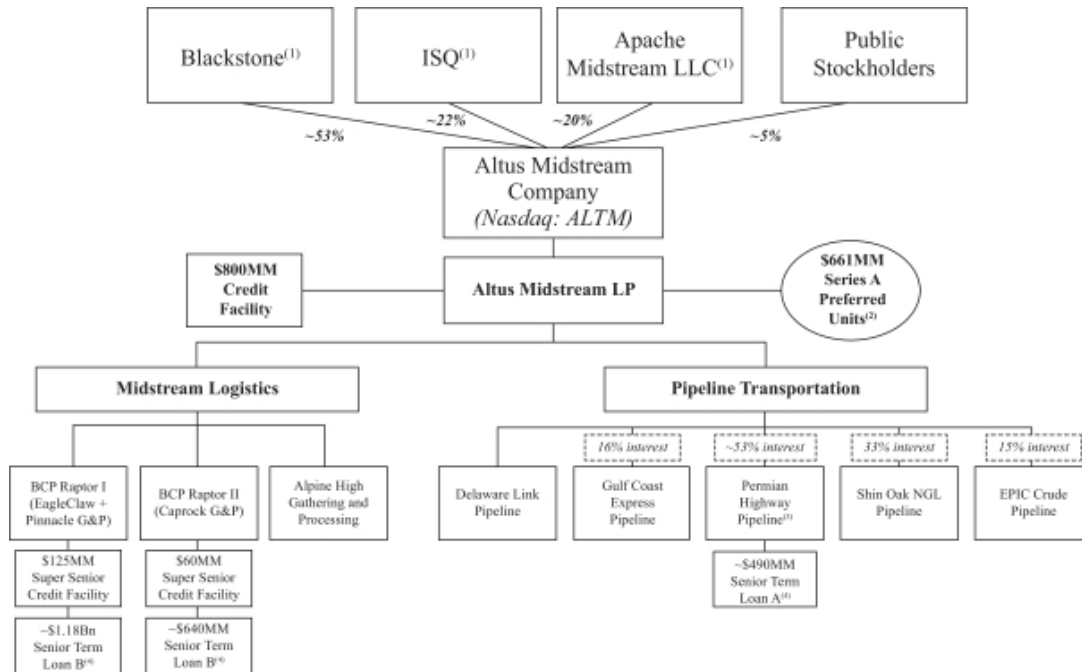 Blackstone(1)
ISQ(1)
Apache
Midstream LLC(1)
Public
Stockholders
~53%
~22%
~20%
~5%
Altus Midstream
Company
(Nasdaq: ALTM)
$800MM
Credit
Facility
Altus Midstream LP
$661MM
Series A
Preferred
Units(2)
Midstream Logistics
Pipeline Transportation
16% interest
~53% interest
33% interest
15% interest
BCP Raptor I
(EagleClaw +
Pinnacle G&P)
BCP Raptor II
(Caprock G&P)
Alpine High
Gathering and
Processing
Delaware Link
Pipeline
Gulf Coast
Express
Pipeline
Permian
Highway
Pipeline(3)
Shin Oak NGL
Pipeline
EPIC Crude
Pipeline
$125MM
Super Senior
Credit Facility
$60MM
Super Senior
Credit Facility
~$490MM
Senior Term
Loan A(4)
~$1.18Bn
Senior Term
Loan B(4)
~$640MM
Senior Term
Loan B(4)